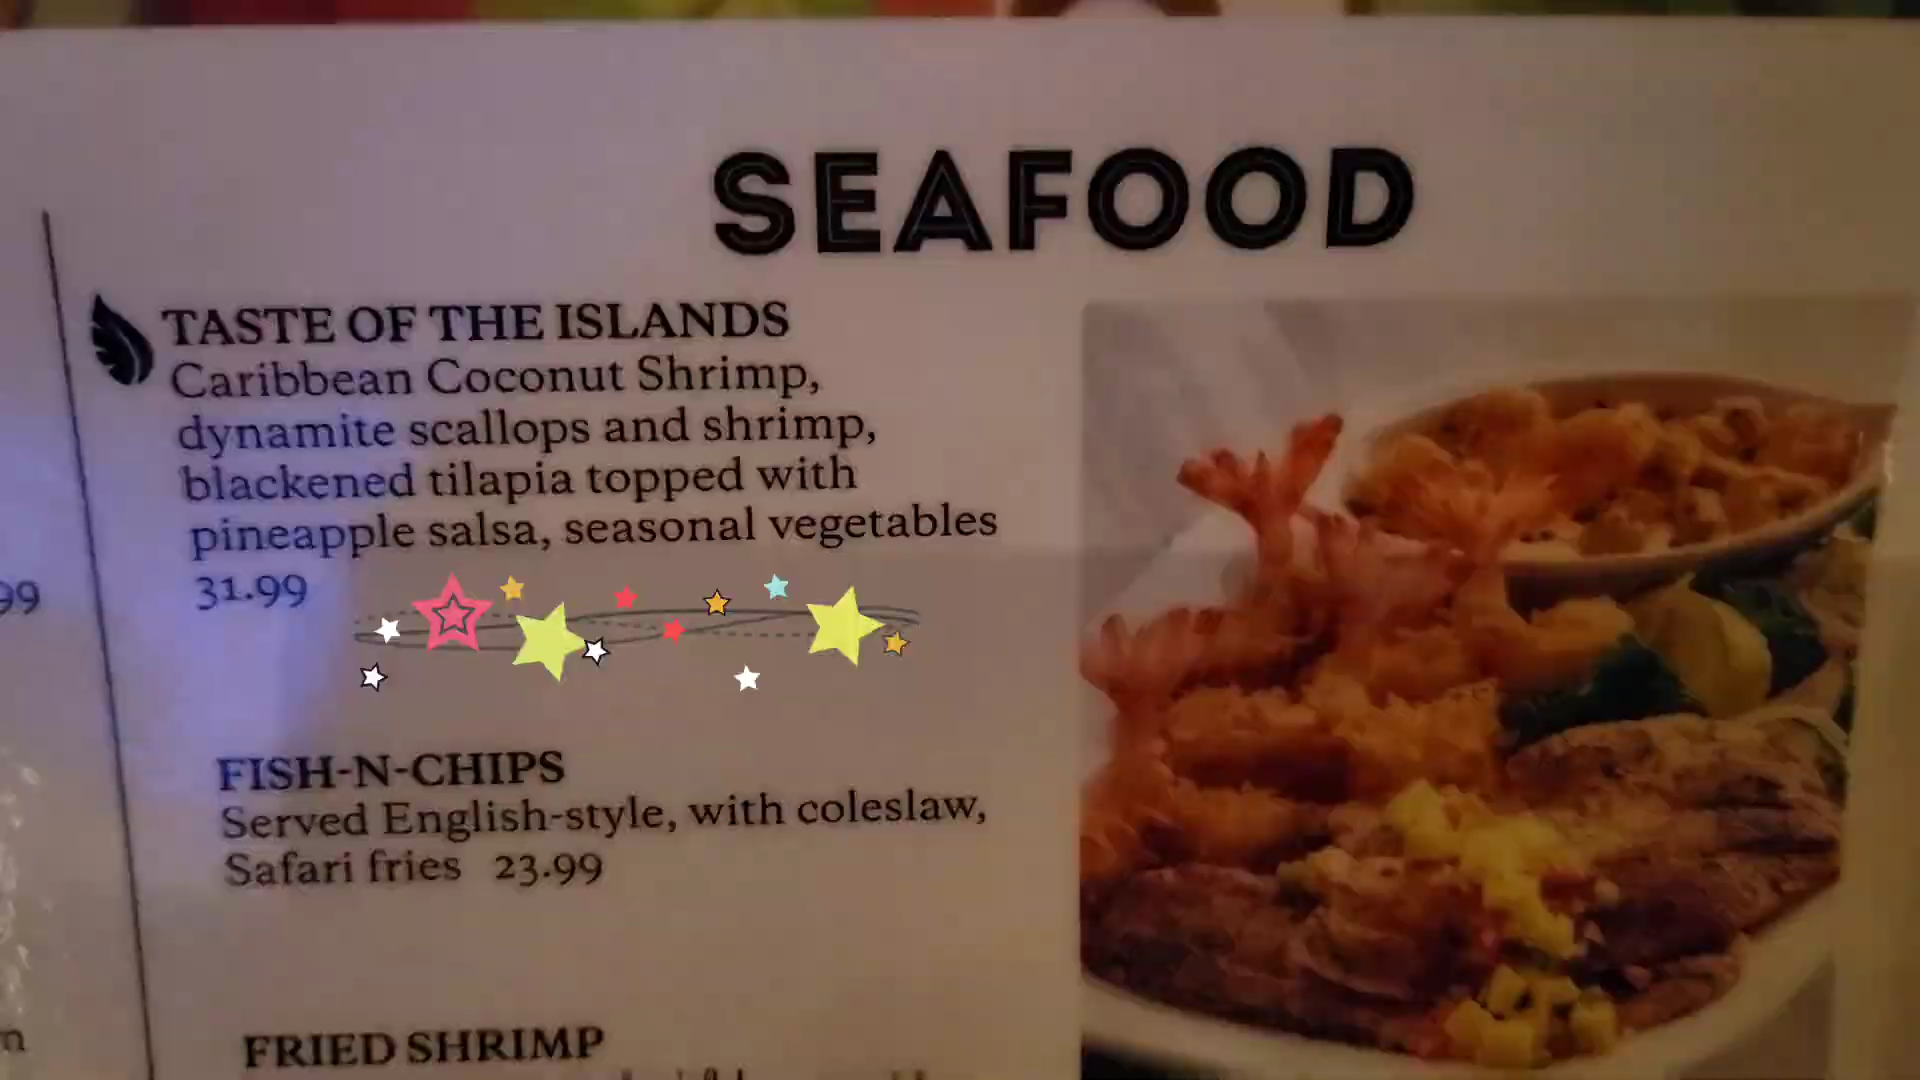 SEAFOOD
TASTE OF THE ISLANDS
Caribbean Coconut Shrimp,
dynamite scallops and shrimp,
blackened tilapia topped with
pineapple salsa, seasonal vegetables
31.99
FISH-N-CHIPS
Served English-style, with coleslaw,
Safari fries 23.99
FRIED SHRIMP